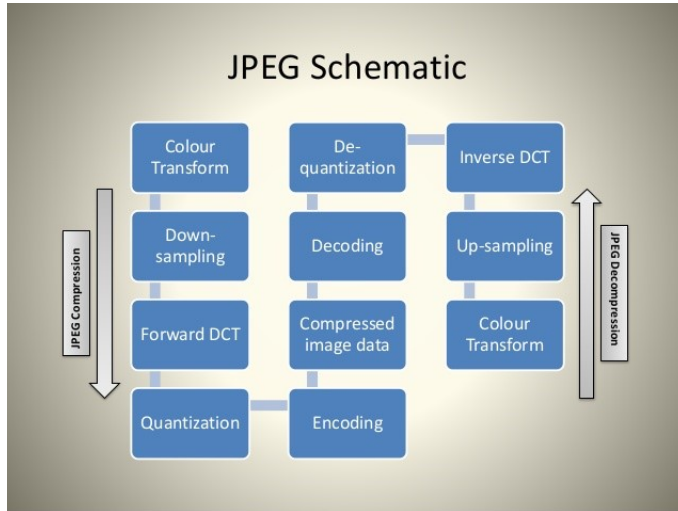 JPEG Schematic
Colour
Transform
Down-
sampling
Forward DCT
Quantization
Encoding
Compressed
image data
Decoding
De-
quantization
Inverse DCT
Up-sampling
Colour
Transform
JPEG Compression
JPEG Decompression